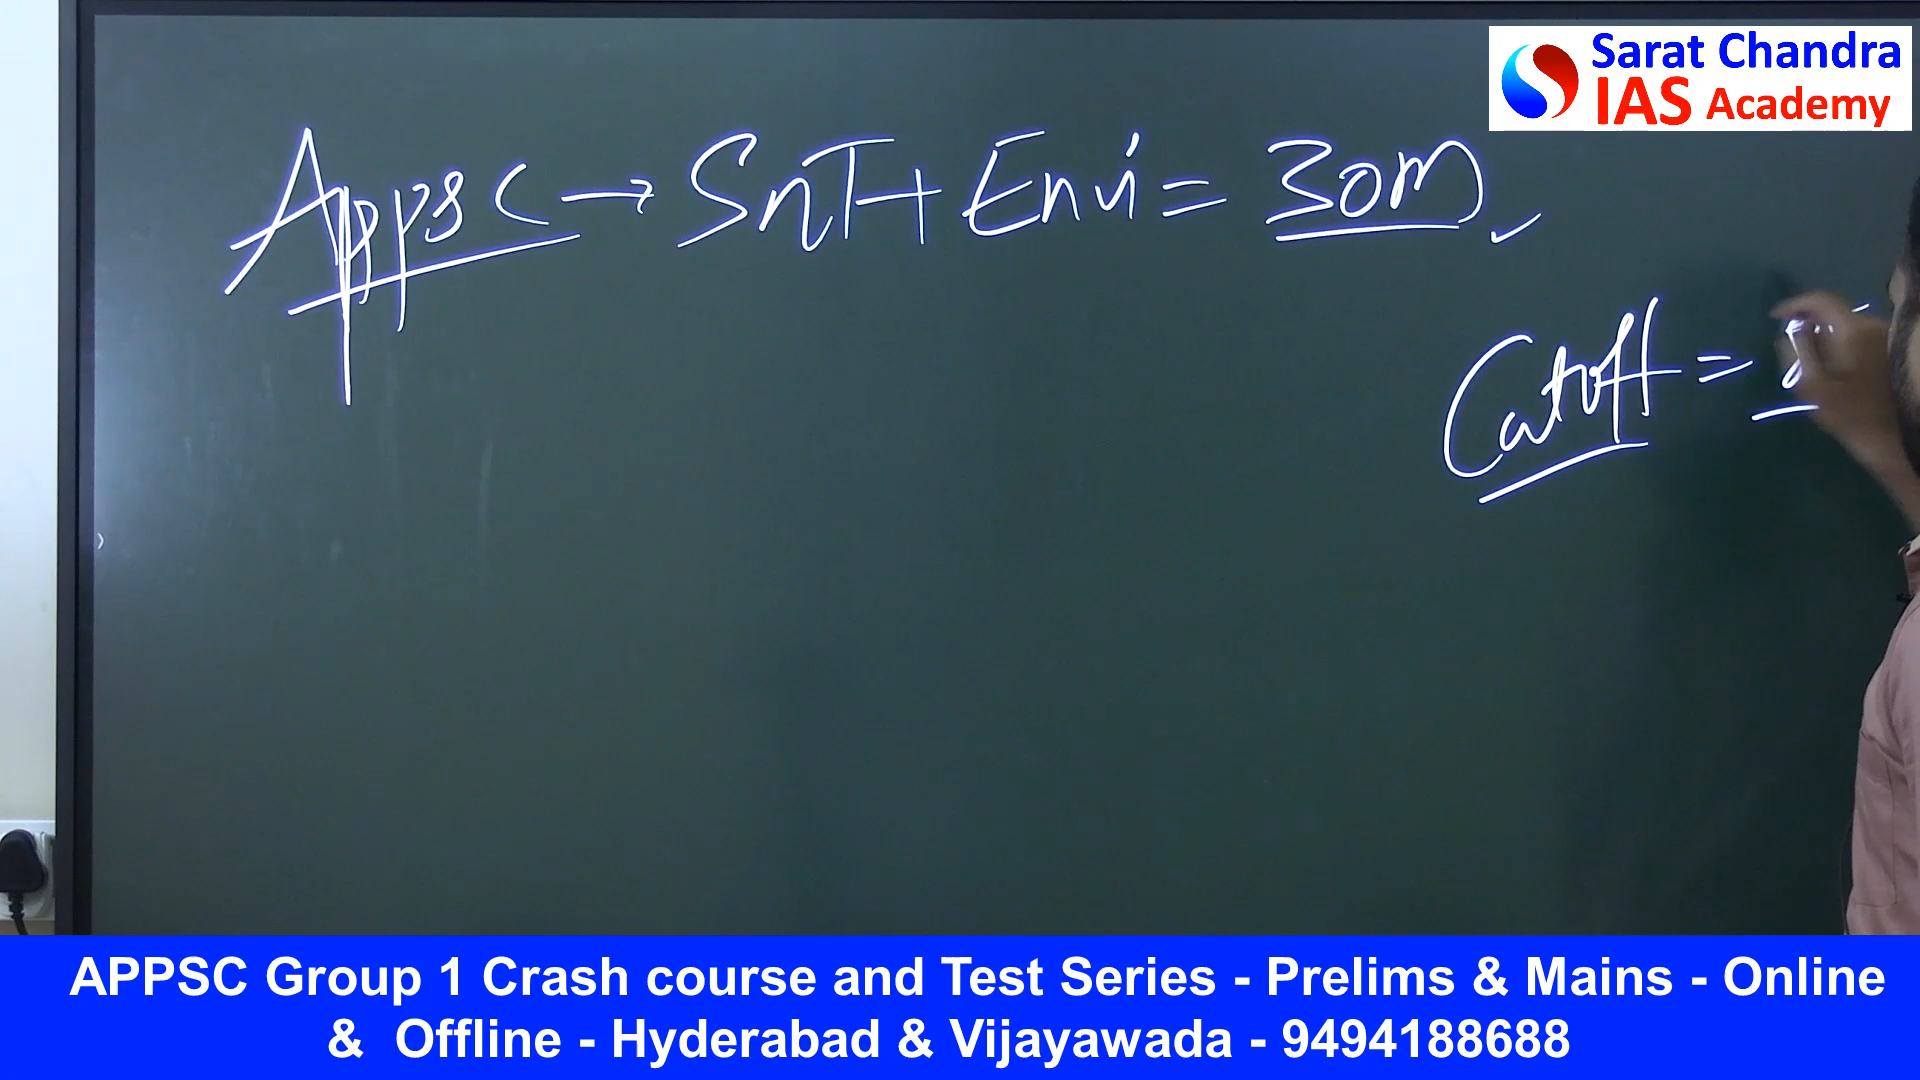 Sarat Chandra
IAS Academy
Appsc → SnT + Envi = 30m
Cutoff =
APPSC Group 1 Crash course and Test Series - Prelims & Mains - Online
& Offline - Hyderabad & Vijayawada - 9494188688